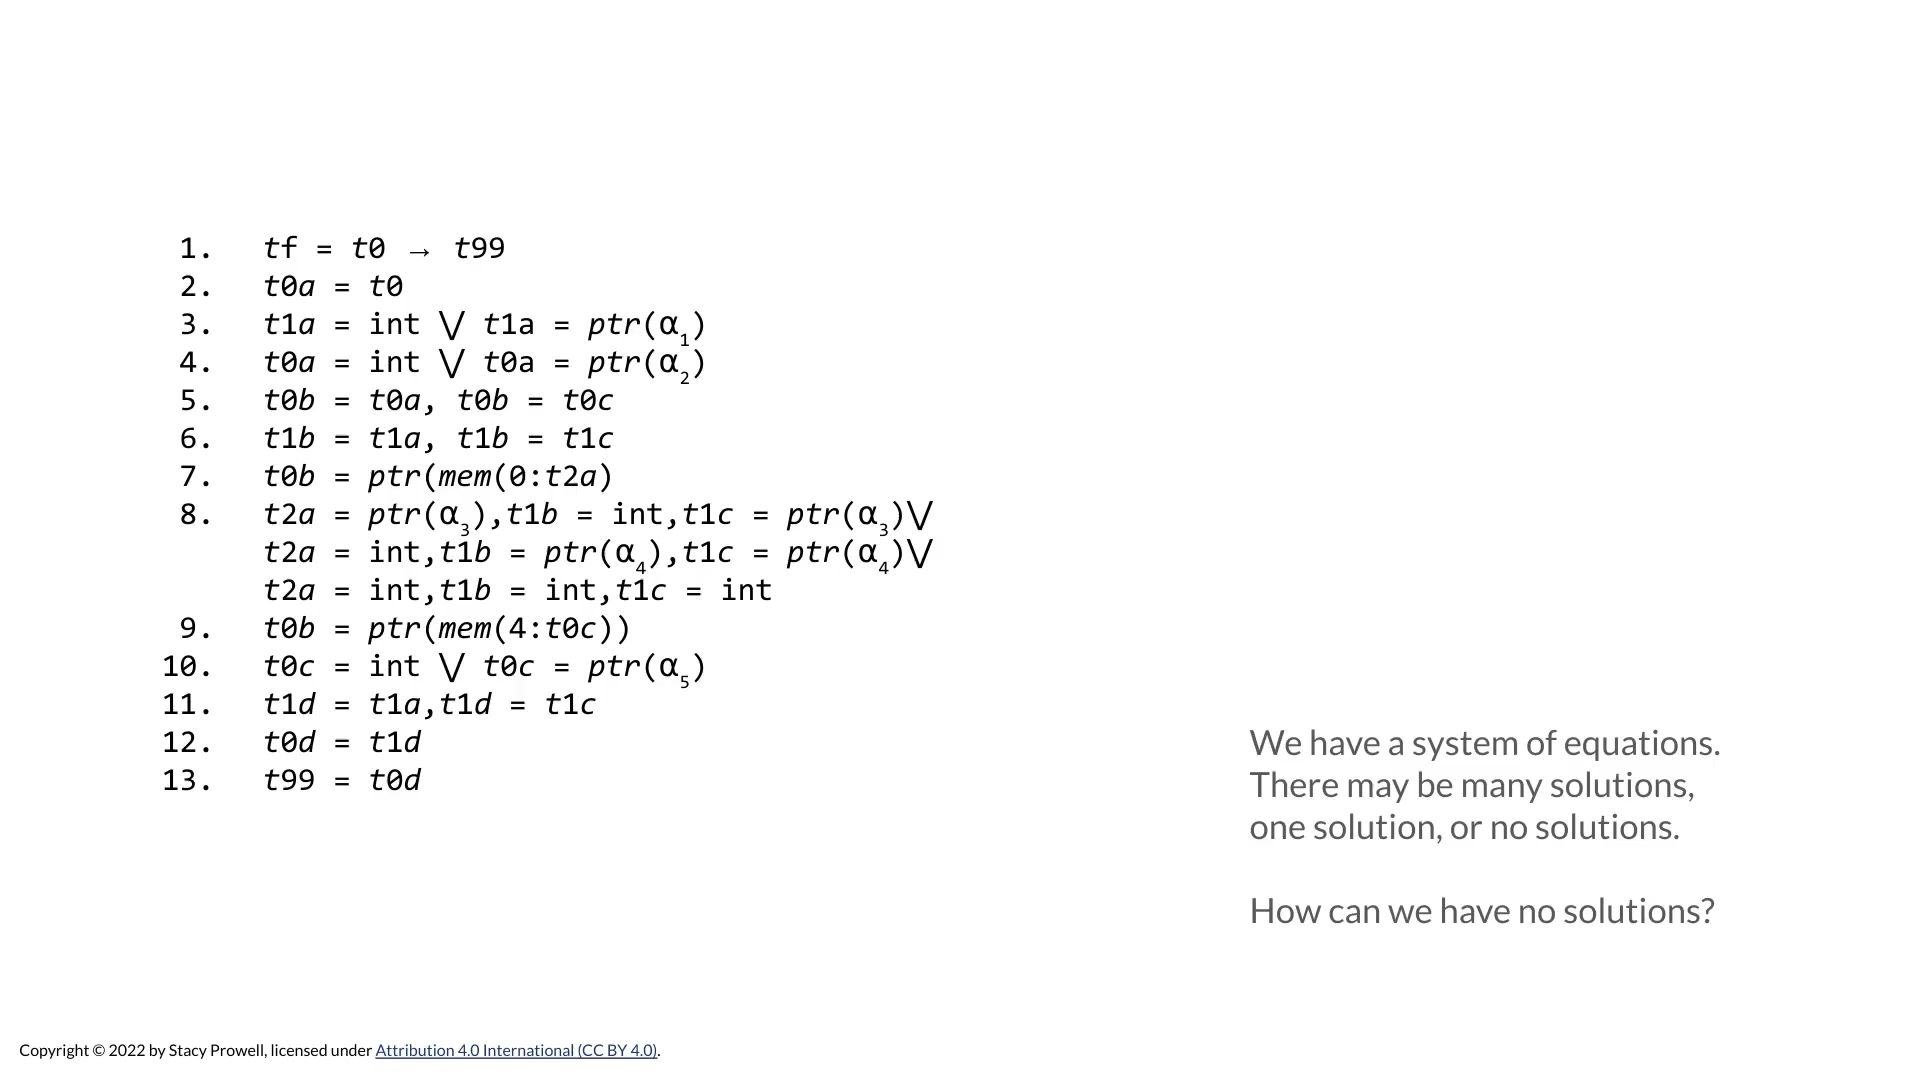 1. tf = t0 → t99
2. t0a = t0
3. t1a = int ⋁ t1a = ptr(α₁)
4. t0a = int ⋁ t0a = ptr(α₂)
5. t0b = t0a, t0b = t0c
6. t1b = t1a, t1b = t1c
7. t0b = ptr(mem(0:t2a)
8. t2a = ptr(α₃),t1b = int,t1c = ptr(α₃)⋁
t2a = int,t1b = ptr(α₄),t1c = ptr(α₄)⋁
t2a = int,t1b = int,t1c = int
9. t0b = ptr(mem(4:t0c))
10. t0c = int ⋁ t0c = ptr(α₅)
11. t1d = t1a,t1d = t1c
12. t0d = t1d
13. t99 = t0d
We have a system of equations.
There may be many solutions,
one solution, or no solutions.
How can we have no solutions?
Copyright © 2022 by Stacy Prowell, licensed under Attribution 4.0 International (CC BY 4.0).